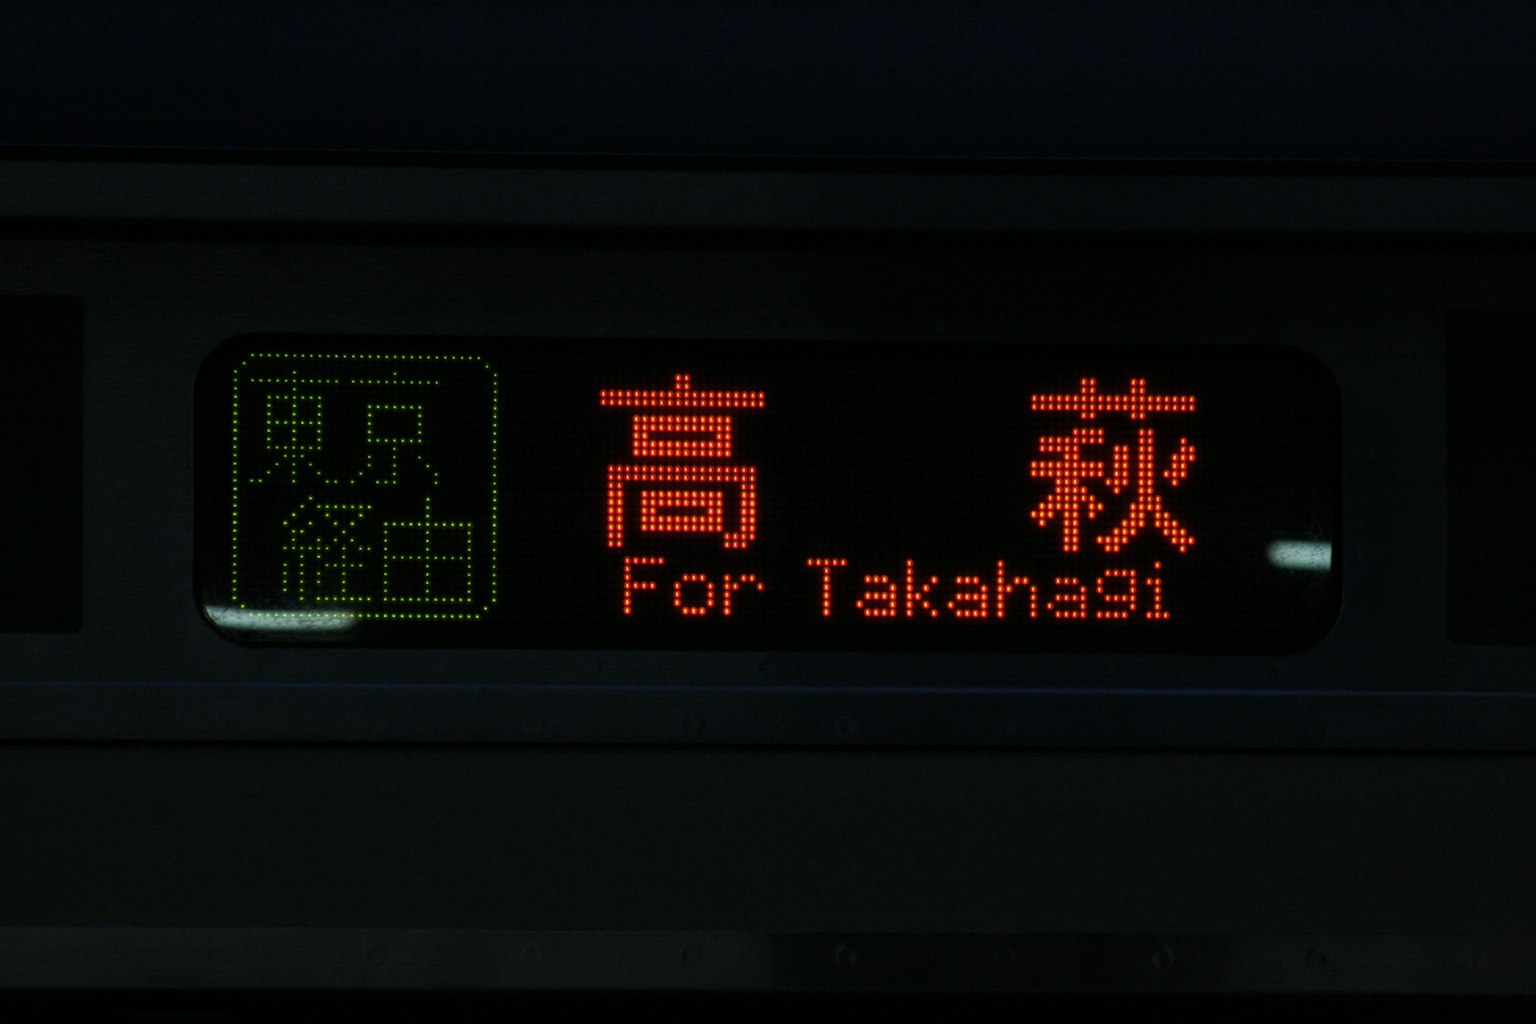 東京
経由
高萩
For Takahagi